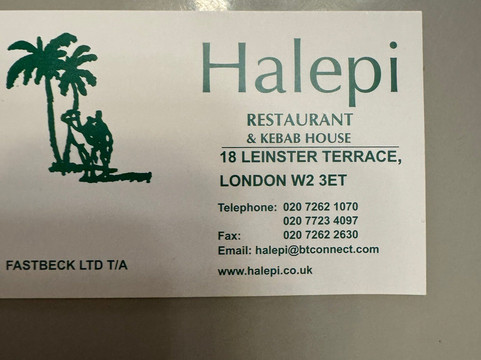 Halepi
RESTAURANT
& KEBAB HOUSE
18 LEINSTER TERRACE,
LONDON W2 3ET
Telephone: 020 7262 1070
020 7723 4097
Fax: 020 7262 2630
Email: halepi@btconnect.com
www.halepi.co.uk
FASTBECK LTD T/A